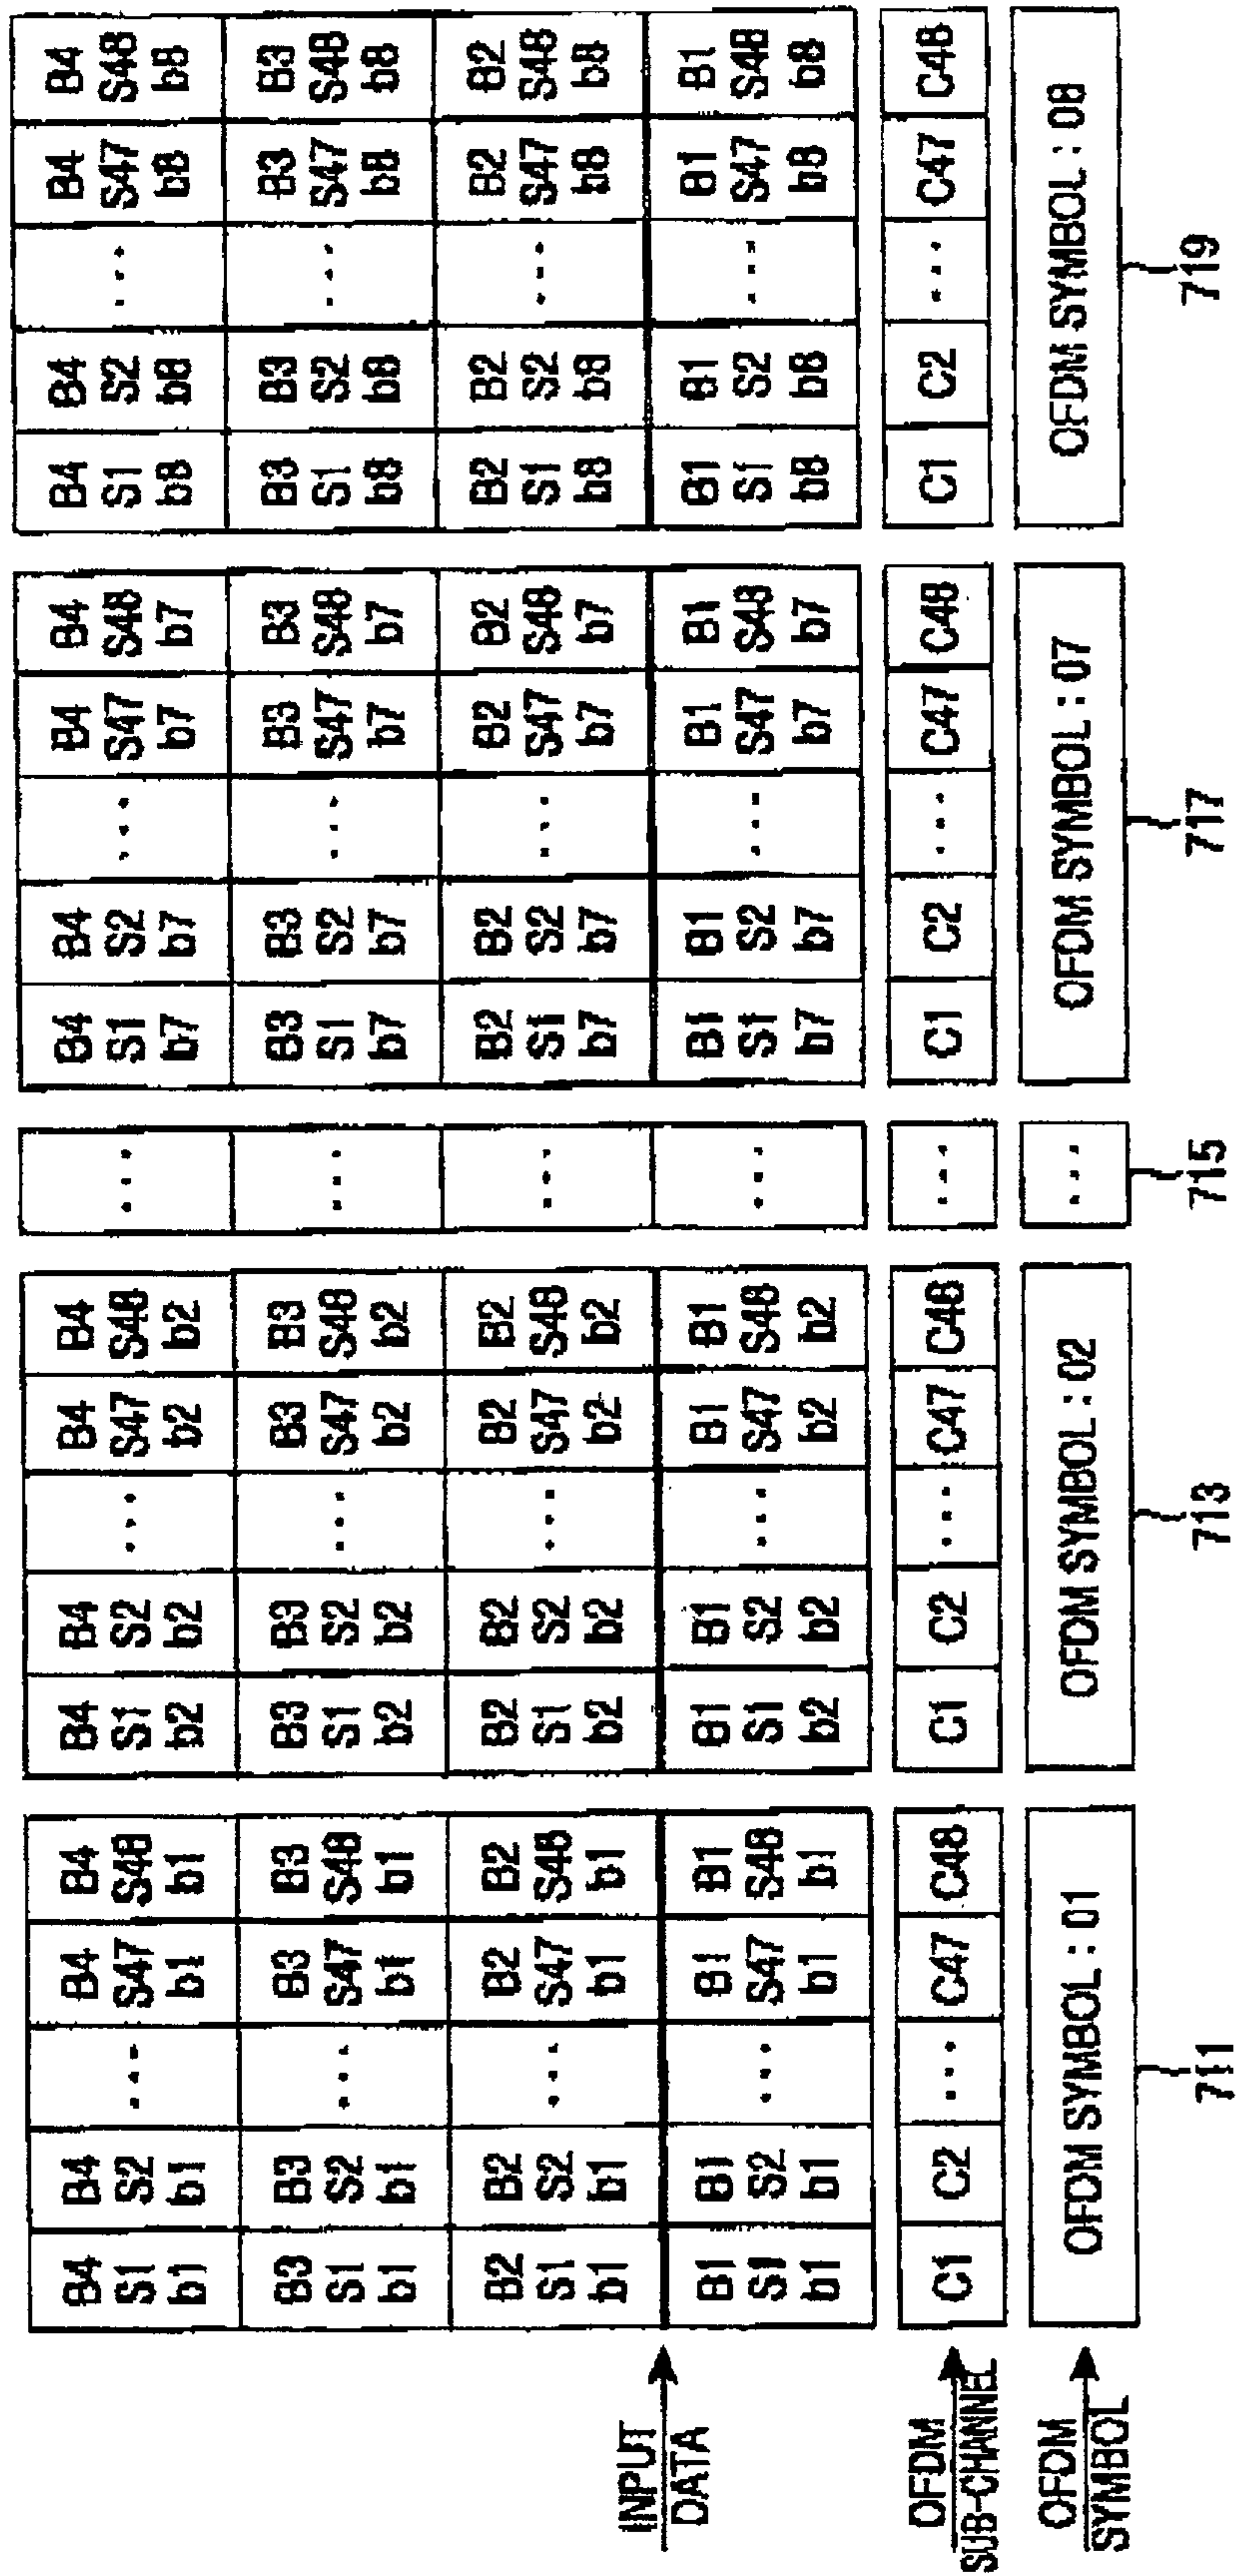 B4 S1 b1 B4 S2 b1 ... B4 S47 b1 B4 S48 b1 B4 S1 b2 B4 S2 b2 ... B4 S47 b2 B4 S48 b2 ... B4 S1 b7 B4 S2 b7 ... B4 S47 b7 B4 S48 b7 B4 S1 b8 B4 S2 b8 ... B4 S47 b8 B4 S48 b8
B3 S1 b1 B3 S2 b1 ... B3 S47 b1 B3 S48 b1 B3 S1 b2 B3 S2 b2 ... B3 S47 b2 B3 S48 b2 ... B3 S1 b7 B3 S2 b7 ... B3 S47 b7 B3 S48 b7 B3 S1 b8 B3 S2 b8 ... B3 S47 b8 B3 S48 b8
B2 S1 b1 B2 S2 b1 ... B2 S47 b1 B2 S48 b1 B2 S1 b2 B2 S2 b2 ... B2 S47 b2 B2 S48 b2 ... B2 S1 b7 B2 S2 b7 ... B2 S47 b7 B2 S48 b7 B2 S1 b8 B2 S2 b8 ... B2 S47 b8 B2 S48 b8
INPUT
DATA
B1 S1 b1 B1 S2 b1 ... B1 S47 b1 B1 S48 b1 B1 S1 b2 B1 S2 b2 ... B1 S47 b2 B1 S48 b2 ... B1 S1 b7 B1 S2 b7 ... B1 S47 b7 B1 S48 b7 B1 S1 b8 B1 S2 b8 ... B1 S47 b8 B1 S48 b8
OFDM
SUB-CHANNEL
C1 C2 ... C47 C48 C1 C2 ... C47 C48 ... C1 C2 ... C47 C48 C1 C2 ... C47 C48
OFDM
SYMBOL
OFDM SYMBOL : 01 OFDM SYMBOL : 02 ... OFDM SYMBOL : 07 OFDM SYMBOL : 08
711 713 715 717 719